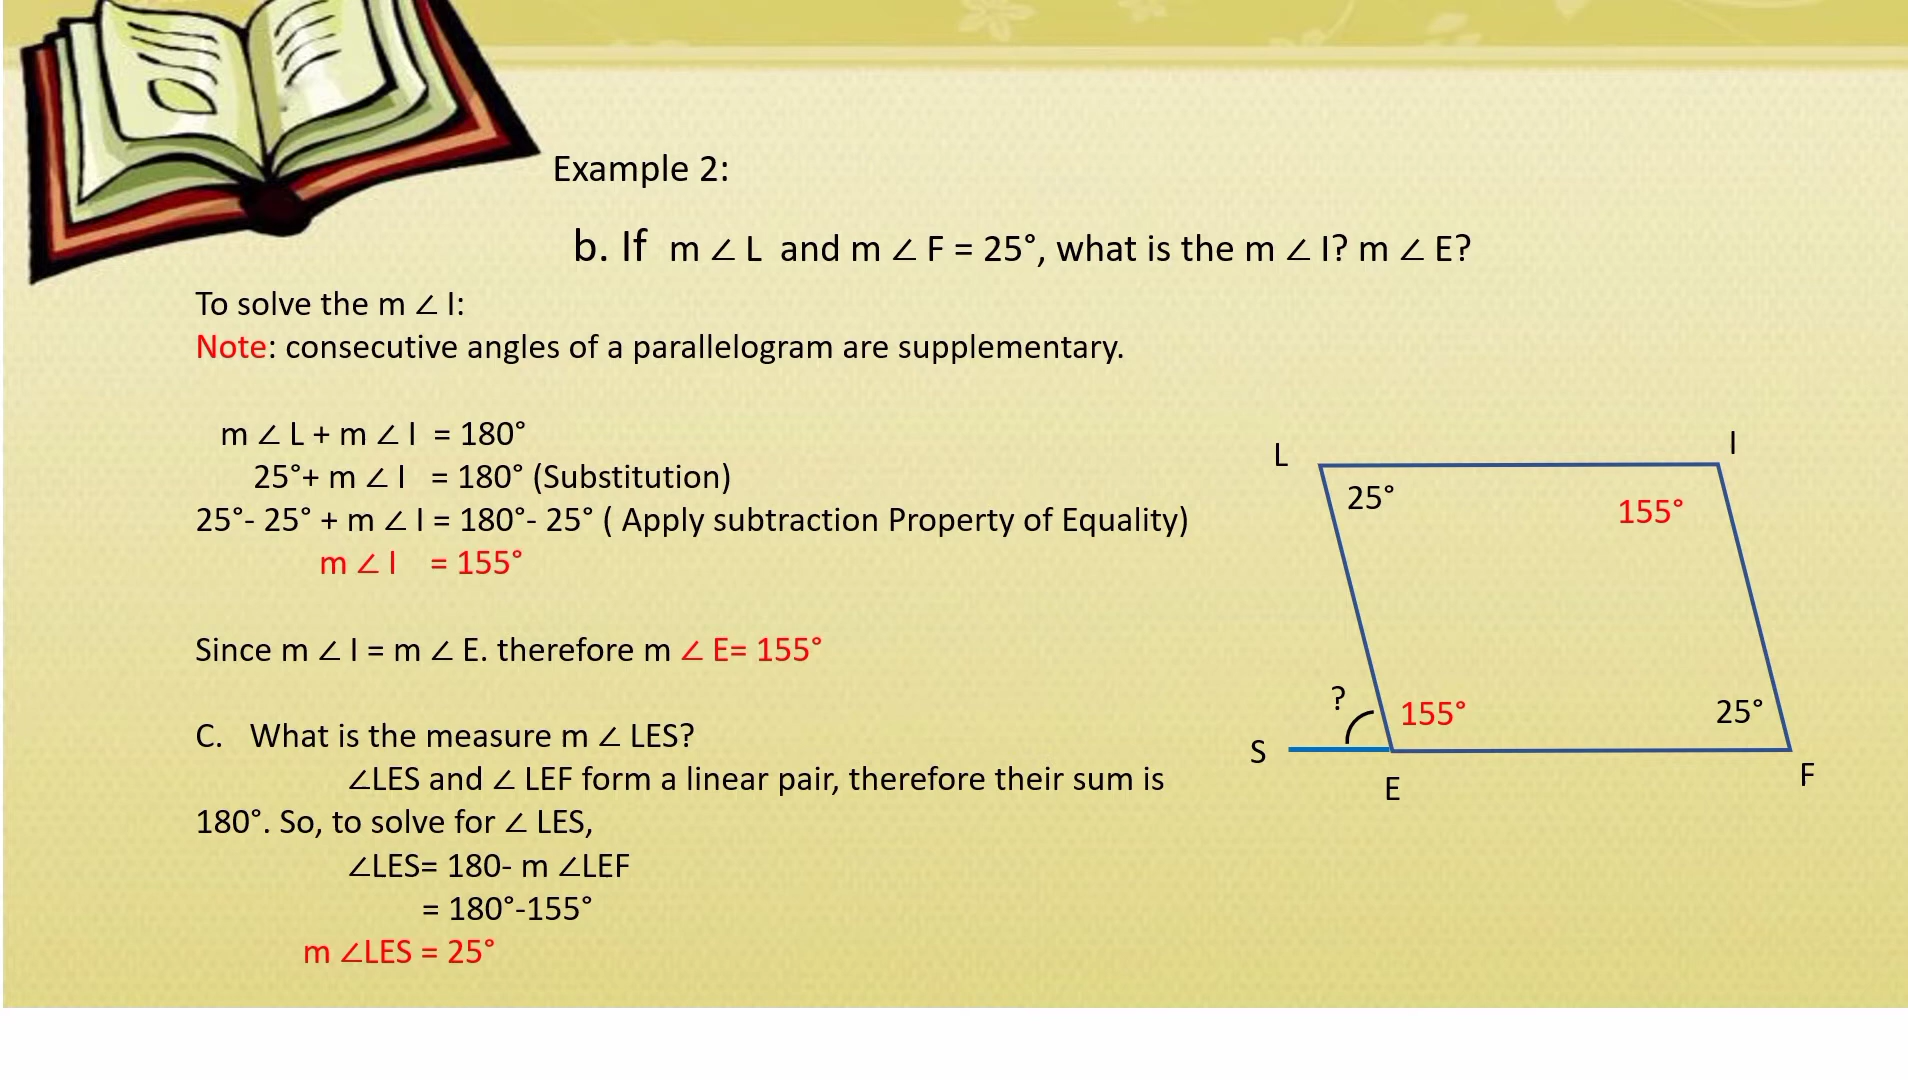 Example 2:
b. If m ∠ L and m ∠ F = 25°, what is the m ∠ I? m ∠ E?
To solve the m ∠ I:
Note: consecutive angles of a parallelogram are supplementary.
m ∠ L + m ∠ I = 180°
25°+ m ∠ I = 180° (Substitution)
25°- 25° + m ∠ I = 180°- 25° ( Apply subtraction Property of Equality)
m ∠ I = 155°
Since m ∠ I = m ∠ E. therefore m ∠ E= 155°
C. What is the measure m ∠ LES?
∠LES and ∠ LEF form a linear pair, therefore their sum is
180°. So, to solve for ∠ LES,
∠LES= 180- m ∠LEF
= 180°-155°
m ∠LES = 25°
L
I
25°
155°
?
155°
25°
S
E
F